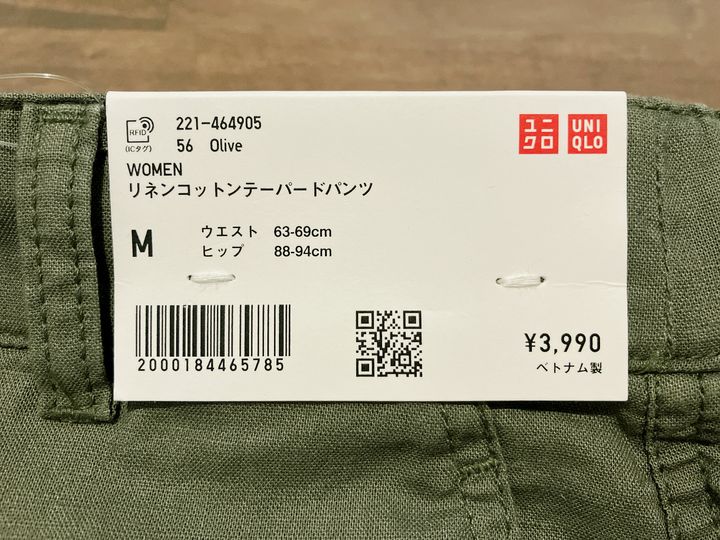 RFID
(ICタグ)
221-464905
56 Olive
ユニクロ
UNIQLO
WOMEN
リネンコットンテーパードパンツ
M
ウエスト 63-69cm
ヒップ 88-94cm
2000184465785
¥3,990
ベトナム製